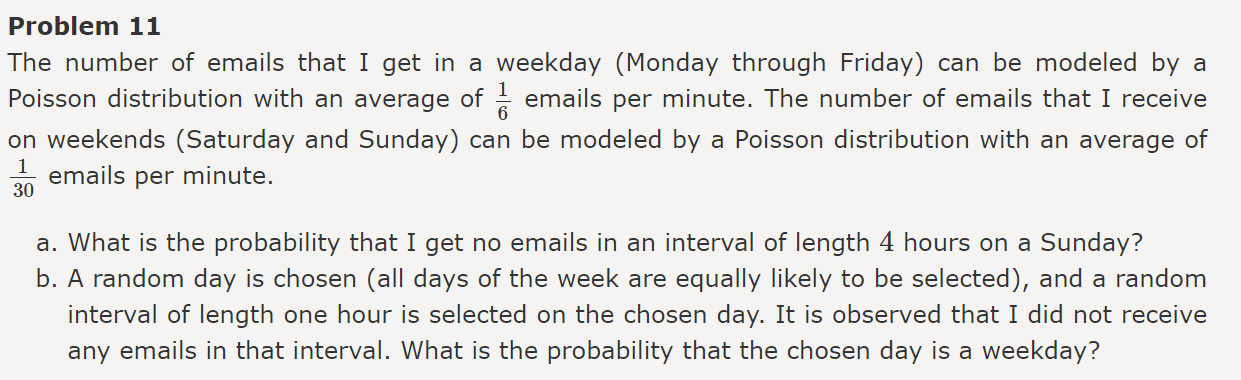 Problem 11
The number of emails that I get in a weekday (Monday through Friday) can be modeled by a
Poisson distribution with an average of 1/6 emails per minute. The number of emails that I receive
on weekends (Saturday and Sunday) can be modeled by a Poisson distribution with an average of
1/30 emails per minute.
a. What is the probability that I get no emails in an interval of length 4 hours on a Sunday?
b. A random day is chosen (all days of the week are equally likely to be selected), and a random
interval of length one hour is selected on the chosen day. It is observed that I did not receive
any emails in that interval. What is the probability that the chosen day is a weekday?